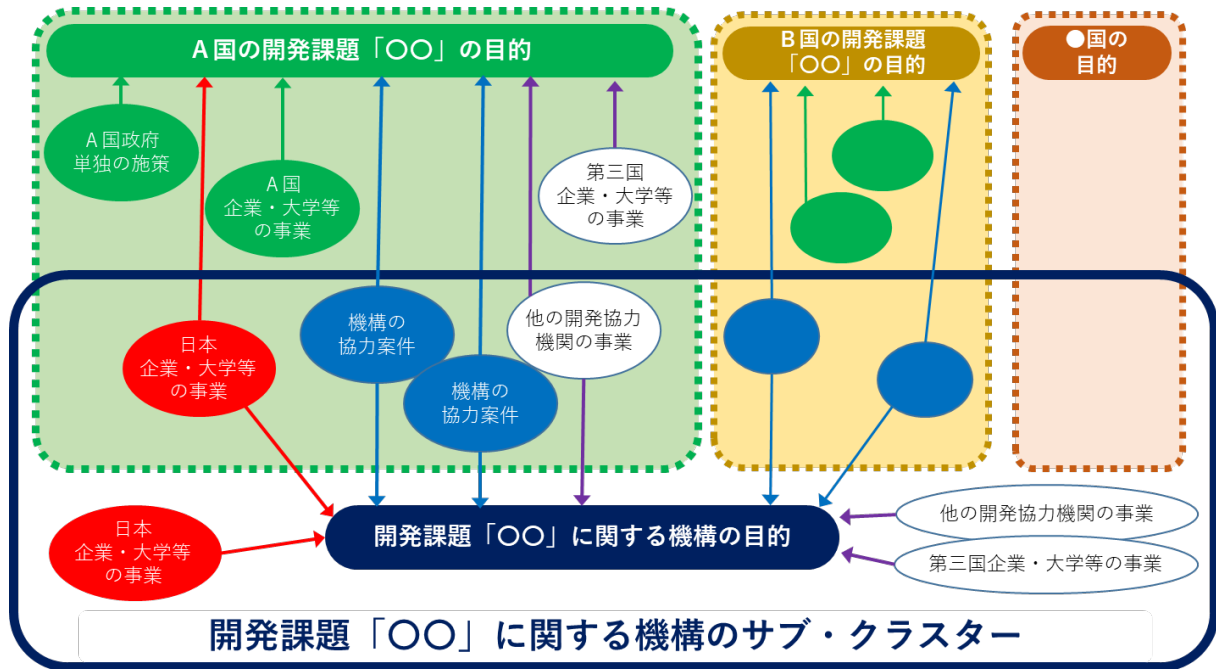 A国の開発課題「〇〇」の目的
B国の開発課題
「〇〇」の目的
●国の
目的
A国政府
単独の施策
A国
企業・大学等
の事業
第三国
企業・大学等
の事業
日本
企業・大学等
の事業
機構の
協力案件
機構の
協力案件
他の開発協力
機関の事業
開発課題「〇〇」に関する機構の目的
日本
企業・大学等
の事業
他の開発協力機関の事業
第三国企業・大学等の事業
開発課題「〇〇」に関する機構のサブ・クラスター